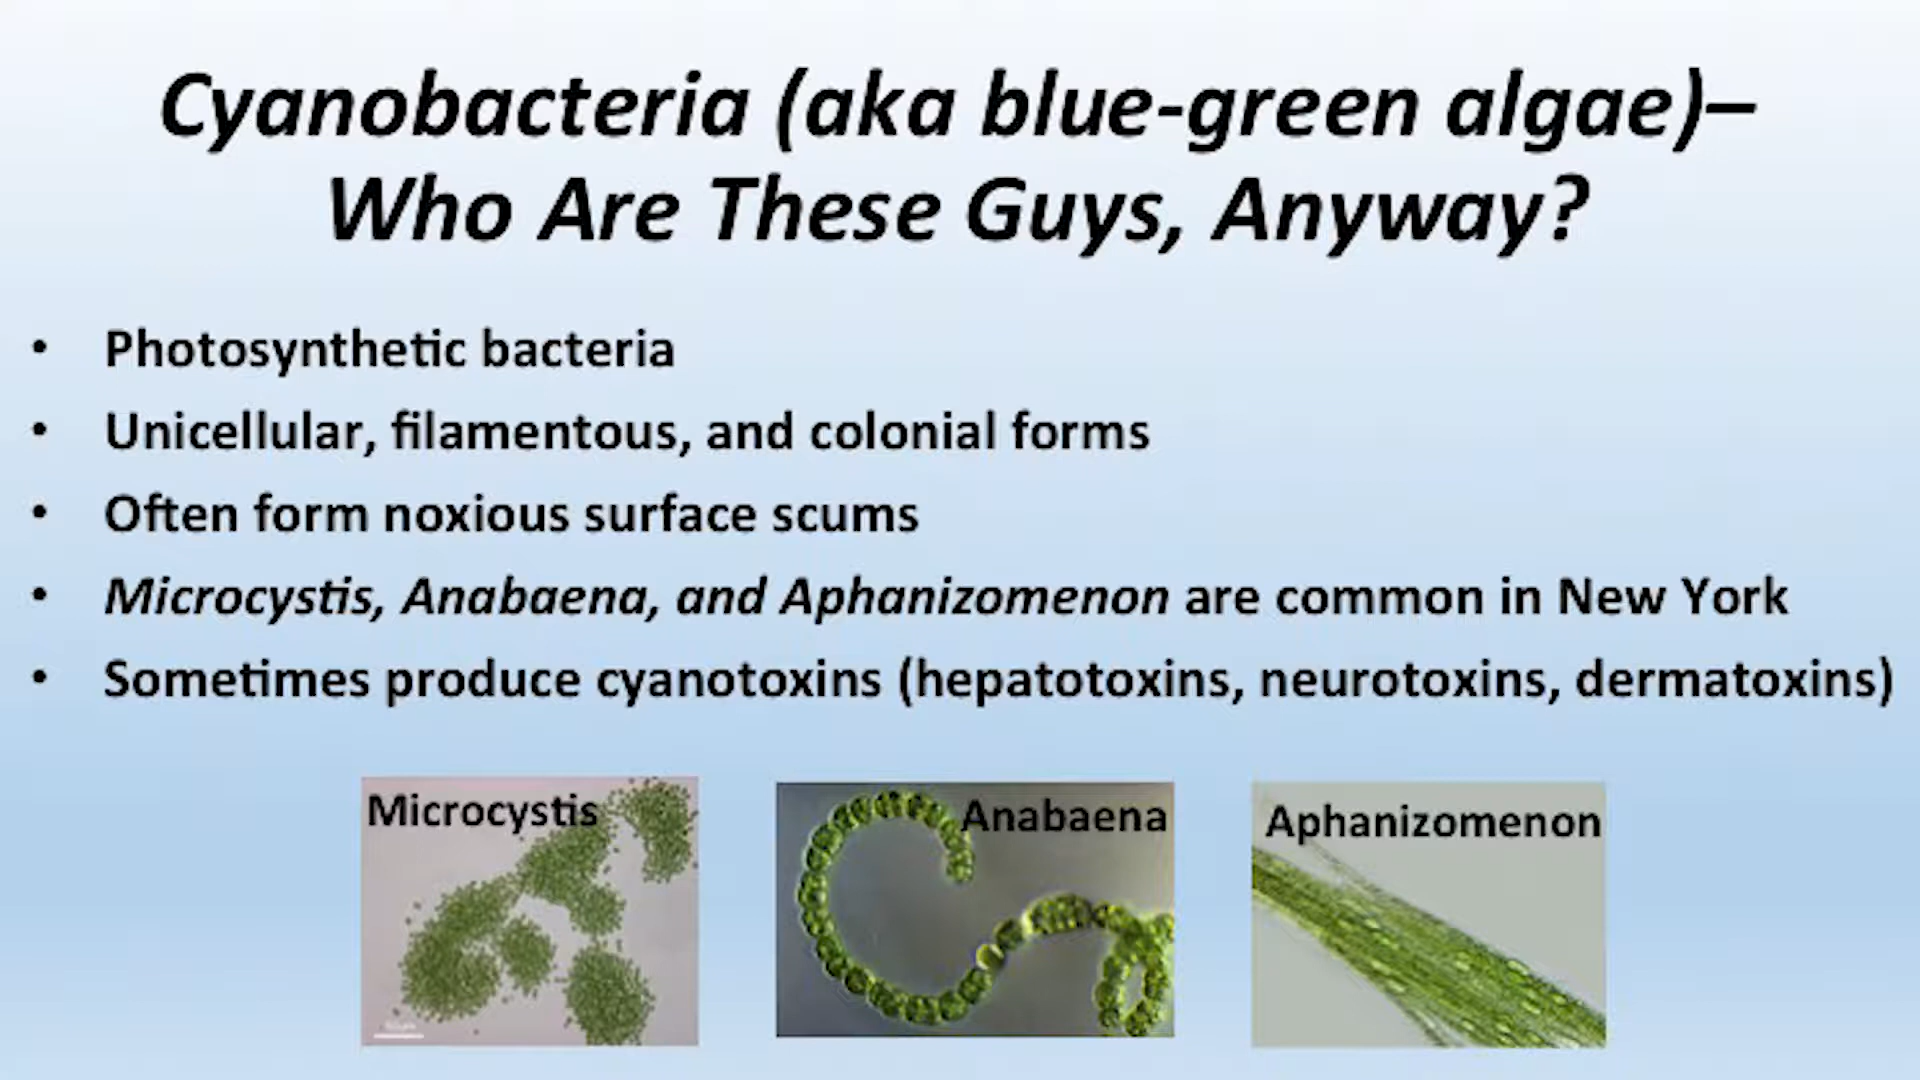 Cyanobacteria (aka blue-green algae)–
Who Are These Guys, Anyway?
• Photosynthetic bacteria
• Unicellular, filamentous, and colonial forms
• Often form noxious surface scums
• Microcystis, Anabaena, and Aphanizomenon are common in New York
• Sometimes produce cyanotoxins (hepatotoxins, neurotoxins, dermatoxins)
Microcystis
Anabaena
Aphanizomenon